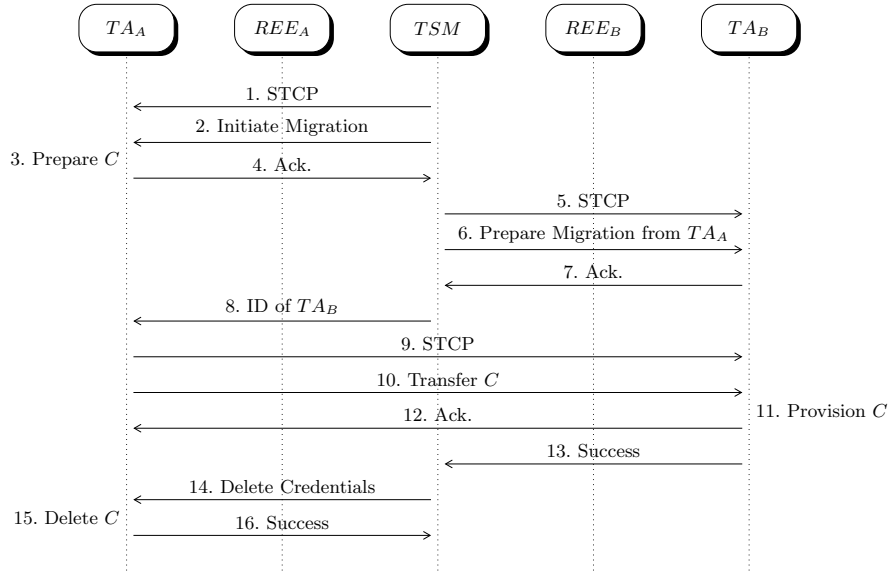 TA_A REE_A TSM REE_B TA_B
1. STCP
2. Initiate Migration
3. Prepare C
4. Ack.
5. STCP
6. Prepare Migration from TA_A
7. Ack.
8. ID of TA_B
9. STCP
10. Transfer C
11. Provision C
12. Ack.
13. Success
14. Delete Credentials
15. Delete C
16. Success